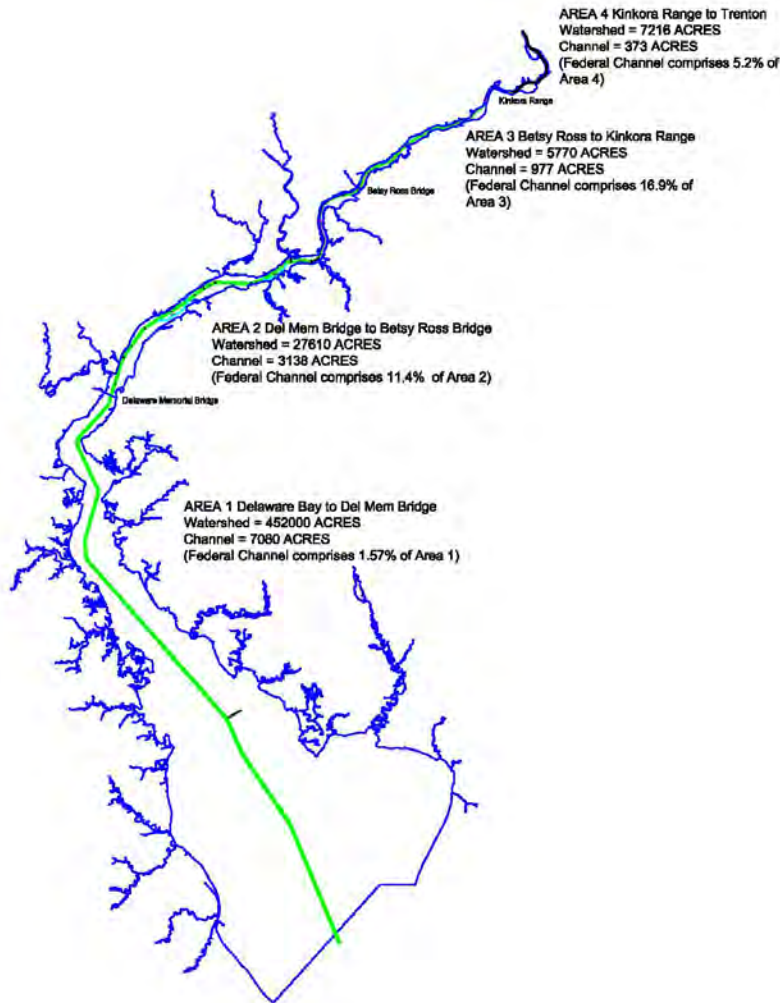 AREA 4 Kinkora Range to Trenton
Watershed = 7216 ACRES
Channel = 373 ACRES
(Federal Channel comprises 5.2% of
Area 4)
Kinkora Range
AREA 3 Betsy Ross to Kinkora Range
Watershed = 5770 ACRES
Channel = 977 ACRES
(Federal Channel comprises 16.9% of
Area 3)
Betsy Ross Bridge
AREA 2 Del Mem Bridge to Betsy Ross Bridge
Watershed = 27610 ACRES
Channel = 3138 ACRES
(Federal Channel comprises 11.4% of Area 2)
Delaware Memorial Bridge
AREA 1 Delaware Bay to Del Mem Bridge
Watershed = 452000 ACRES
Channel = 7080 ACRES
(Federal Channel comprises 1.57% of Area 1)